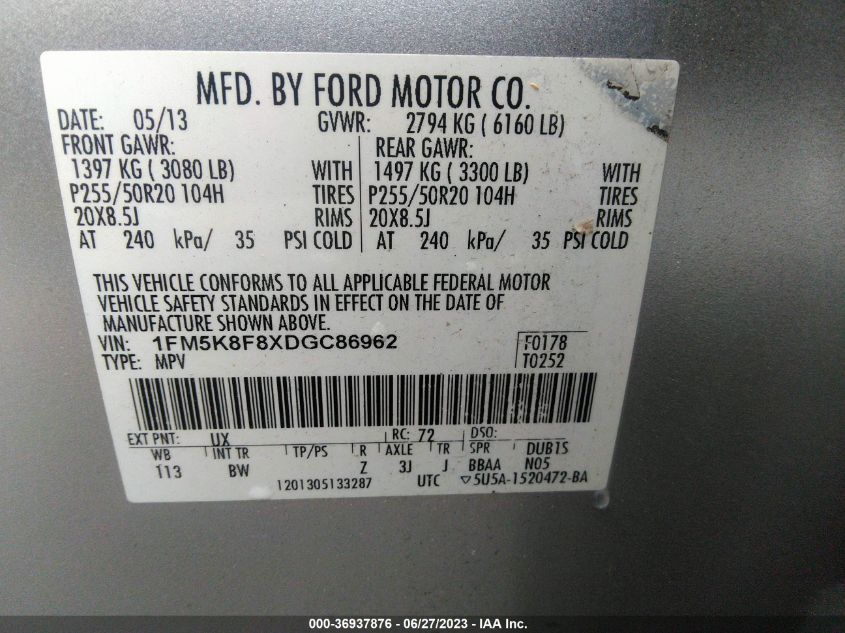 MFD. BY FORD MOTOR CO.
DATE: 05/13 GVWR: 2794 KG ( 6160 LB)
FRONT GAWR: REAR GAWR:
1397 KG ( 3080 LB) WITH 1497 KG ( 3300 LB) WITH
P255/50R20 104H TIRES P255/50R20 104H TIRES
20X8.5J RIMS 20X8.5J RIMS
AT 240 kPa/ 35 PSI COLD AT 240 kPa/ 35 PSI COLD
THIS VEHICLE CONFORMS TO ALL APPLICABLE FEDERAL MOTOR
VEHICLE SAFETY STANDARDS IN EFFECT ON THE DATE OF
MANUFACTURE SHOWN ABOVE.
VIN: 1FM5K8F8XDGC86962 F0178
TYPE: MPV T0252
EXT PNT: UX RC: 72 DSO:
WB INT TR TP/PS R AXLE TR SPR DUB1S
113 BW Z 3J J BBAA N05
1201305133287 UTC ▽5U5A-1520472-BA
000-36937876 / 06/27/2023 - IAA Inc.